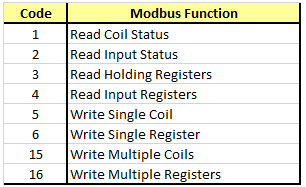 Code Modbus Function
1 Read Coil Status
2 Read Input Status
3 Read Holding Registers
4 Read Input Registers
5 Write Single Coil
6 Write Single Register
15 Write Multiple Coils
16 Write Multiple Registers